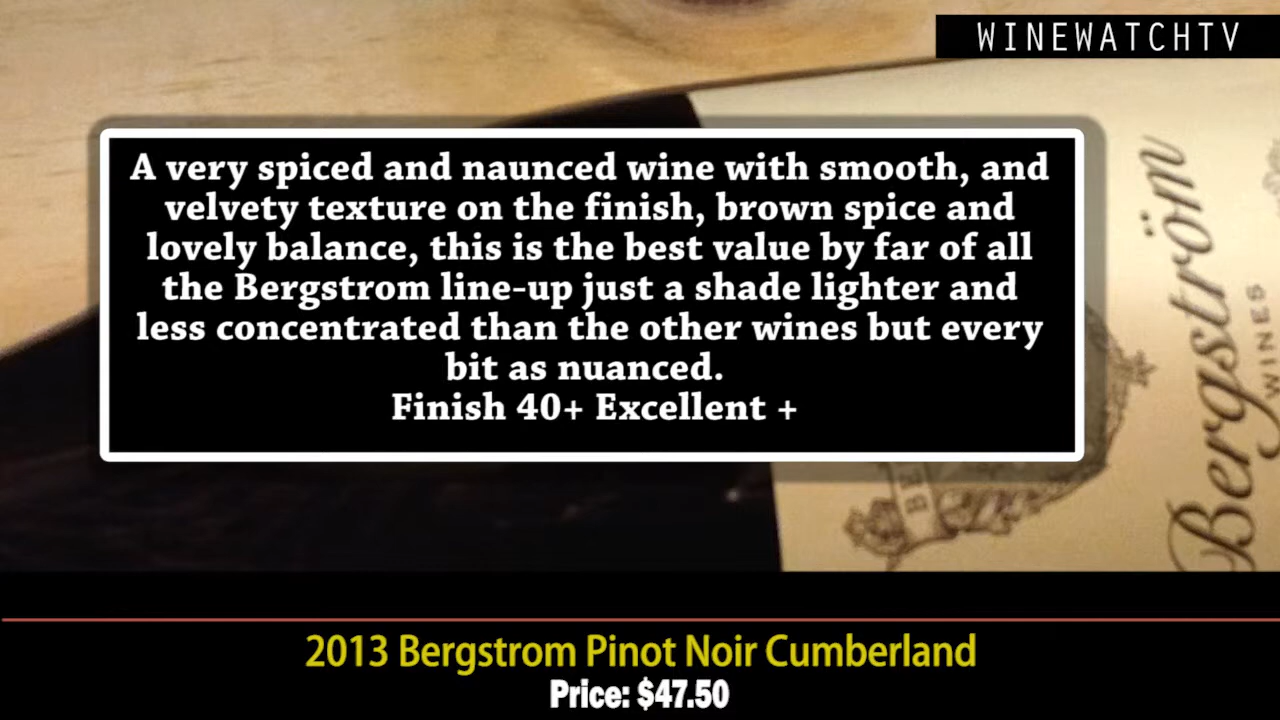 WINEWATCHTV
A very spiced and naunced wine with smooth, and
velvety texture on the finish, brown spice and
lovely balance, this is the best value by far of all
the Bergstrom line-up just a shade lighter and
less concentrated than the other wines but every
bit as nuanced.
Finish 40+ Excellent +
Bergström
WINES
BE
2013 Bergstrom Pinot Noir Cumberland
Price: $47.50